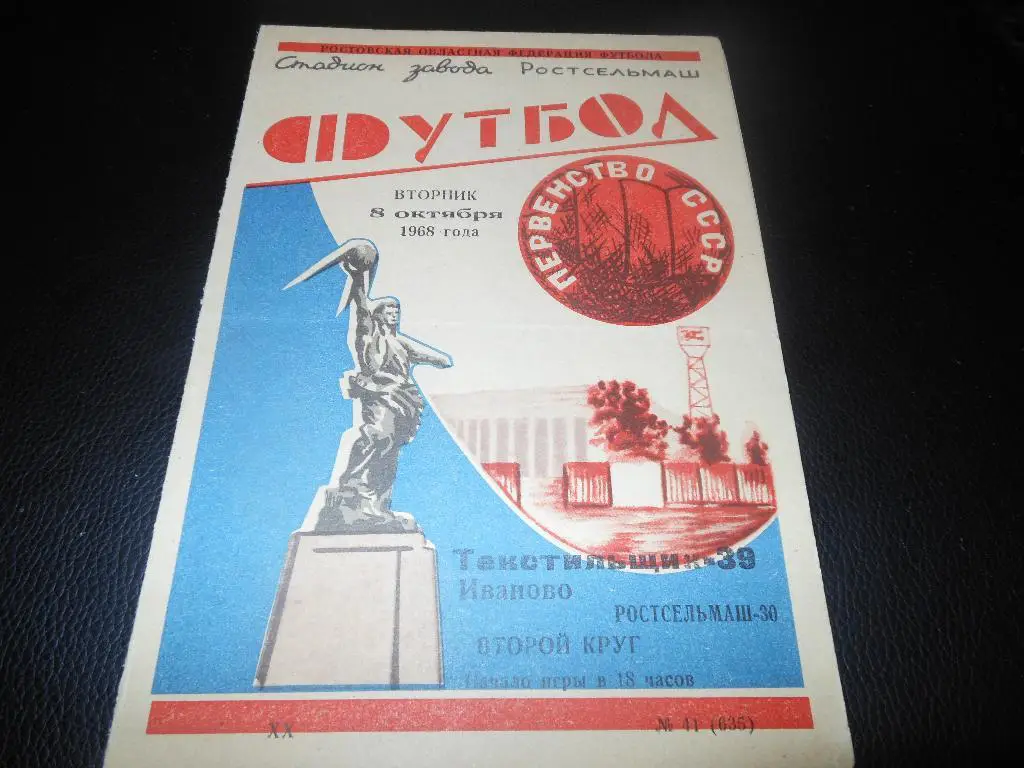 РОСТОВСКАЯ ОБЛАСТНАЯ ФЕДЕРАЦИЯ ФУТБОЛА
Стадион завода Ростсельмаш
ФУТБОЛ
ВТОРНИК
8 октября
1968 года
ПЕРВЕНСТВО СССР
Текстильщик-39
Иваново
РОСТСЕЛЬМАШ-30
ВТОРОЙ КРУГ
Начало игры в 18 часов
XX
№ 41 (635)